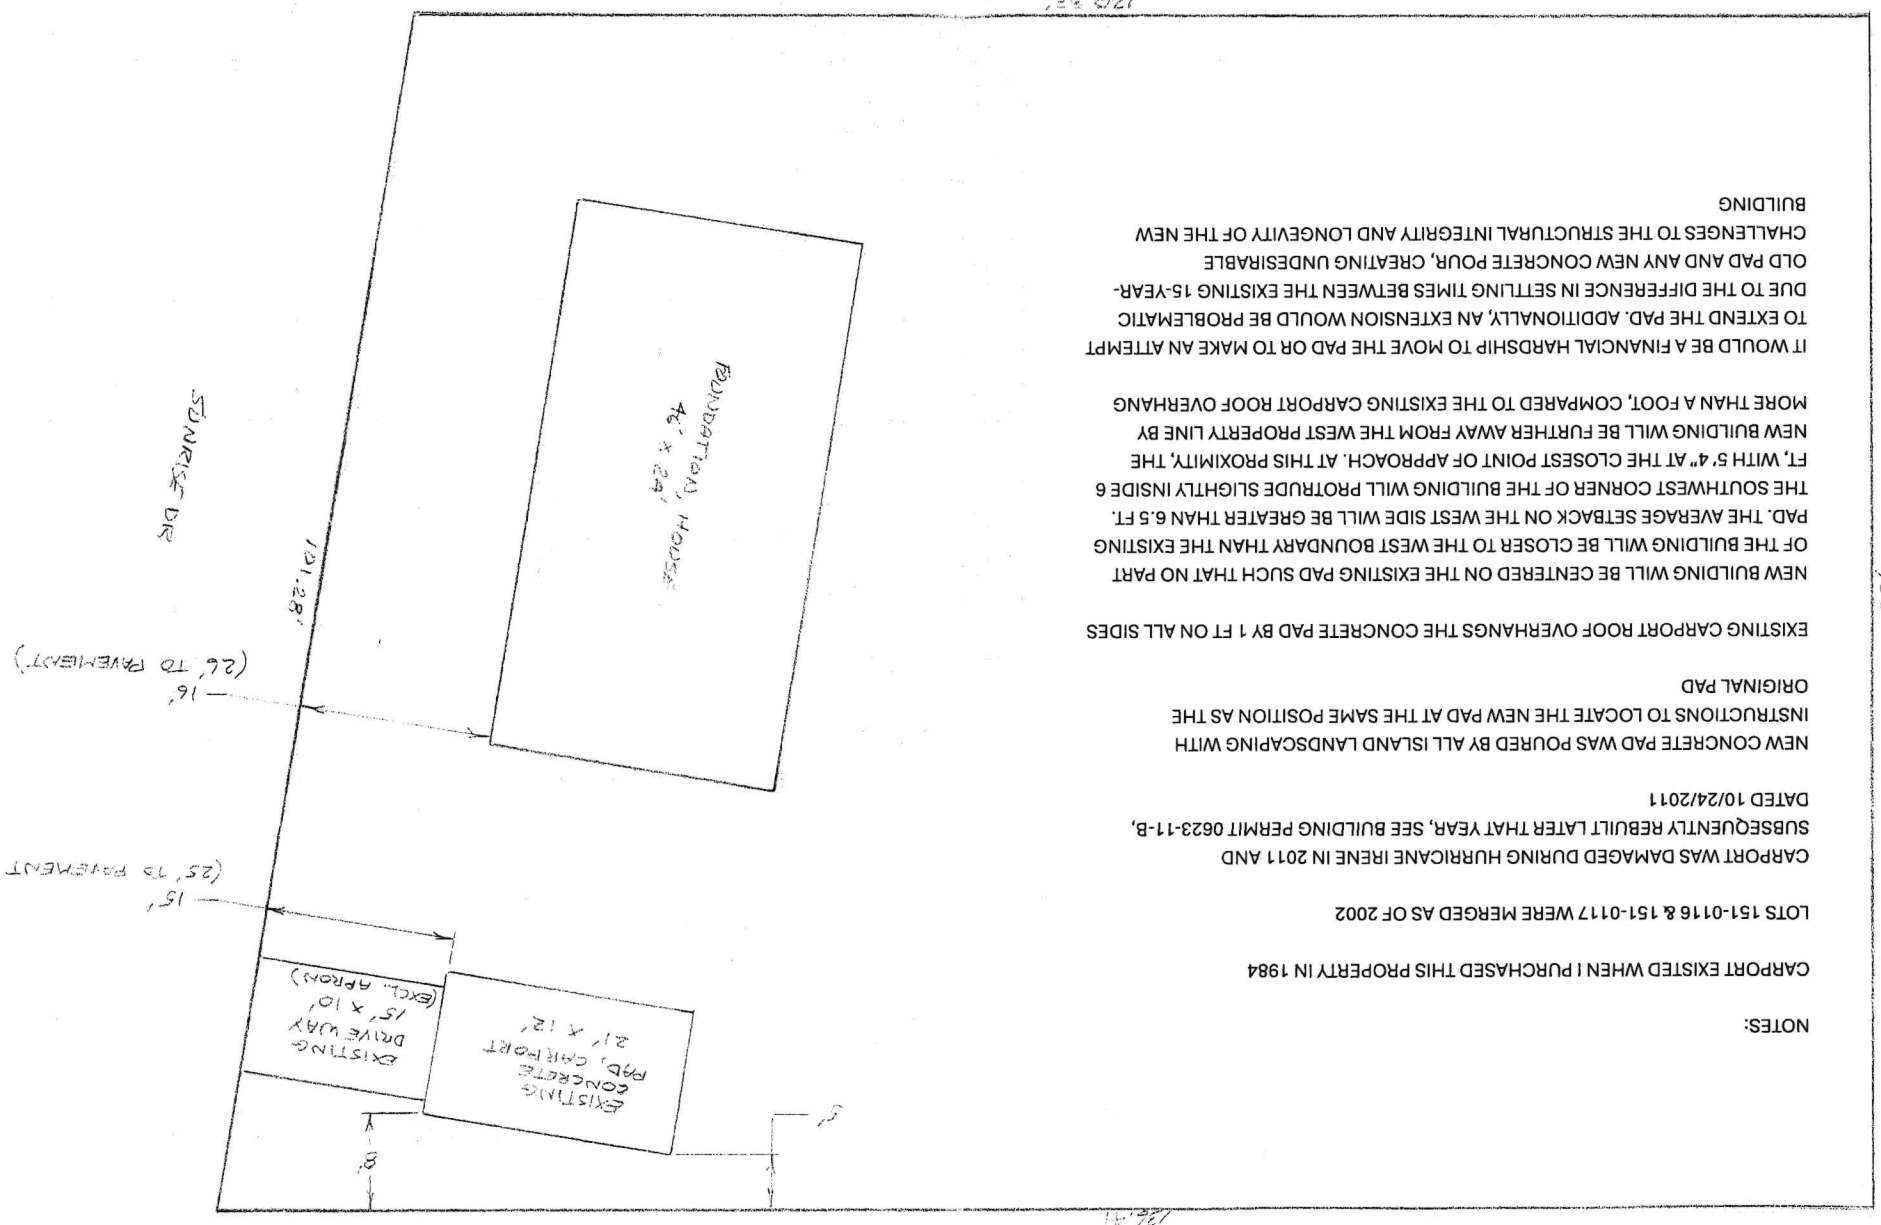 NOTES:
CARPORT EXISTED WHEN I PURCHASED THIS PROPERTY IN 1984
LOTS 151-0116 & 151-0117 WERE MERGED AS OF 2002
CARPORT WAS DAMAGED DURING HURRICANE IRENE IN 2011 AND
SUBSEQUENTLY REBUILT LATER THAT YEAR, SEE BUILDING PERMIT 0623-11-B,
DATED 10/24/2011
NEW CONCRETE PAD WAS POURED BY ALL ISLAND LANDSCAPING WITH
INSTRUCTIONS TO LOCATE THE NEW PAD AT THE SAME POSITION AS THE
ORIGINAL PAD
EXISTING CARPORT ROOF OVERHANGS THE CONCRETE PAD BY 1 FT ON ALL SIDES
NEW BUILDING WILL BE CENTERED ON THE EXISTING PAD SUCH THAT NO PART
OF THE BUILDING WILL BE CLOSER TO THE WEST BOUNDARY THAN THE EXISTING
PAD. THE AVERAGE SETBACK ON THE WEST SIDE WILL BE GREATER THAN 6.5 FT.
THE SOUTHWEST CORNER OF THE BUILDING WILL PROTRUDE SLIGHTLY INSIDE 6
FT, WITH 5' 4" AT THE CLOSEST POINT OF APPROACH. AT THIS PROXIMITY, THE
NEW BUILDING WILL BE FURTHER AWAY FROM THE WEST PROPERTY LINE BY
MORE THAN A FOOT, COMPARED TO THE EXISTING CARPORT ROOF OVERHANG
IT WOULD BE A FINANCIAL HARDSHIP TO MOVE THE PAD OR TO MAKE AN ATTEMPT
TO EXTEND THE PAD. ADDITIONALLY, AN EXTENSION WOULD BE PROBLEMATIC
DUE TO THE DIFFERENCE IN SETTLING TIMES BETWEEN THE EXISTING 15-YEAR-
OLD PAD AND ANY NEW CONCRETE POUR, CREATING UNDESIRABLE
CHALLENGES TO THE STRUCTURAL INTEGRITY AND LONGEVITY OF THE NEW
BUILDING
5'
8'
EXISTING
CONCRETE
PAD, CARPORT
21' X 12'
EXISTING
DRIVEWAY
15' X 10'
(EXCL. APRON)
15'
(25' TO PAVEMENT
16'
(26' TO PAVEMENT)
101.28'
SUNRISE DR
FOUNDATION, HOUSE
46' X 24'